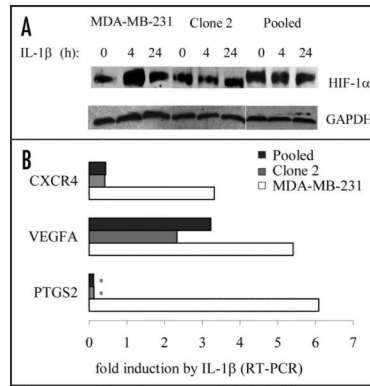 A
MDA-MB-231 Clone 2 Pooled
IL-1β (h): 0 4 24 0 4 24 0 4 24
HIF-1α
GAPDH
B
Pooled
Clone 2
MDA-MB-231
CXCR4
VEGFA
PTGS2
*
*
0 1 2 3 4 5 6 7
fold induction by IL-1β (RT-PCR)